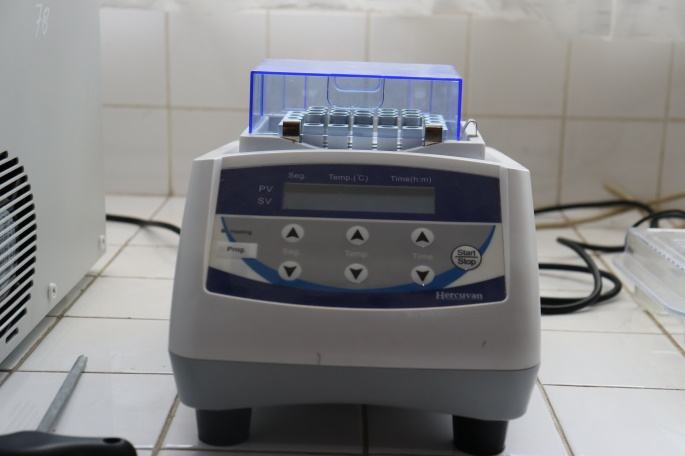 78
Seg. Temp.(°C) Time(h:m)
PV
SV
Prog.
Seg. Temp. Time
Start
Stop
Hercuvan